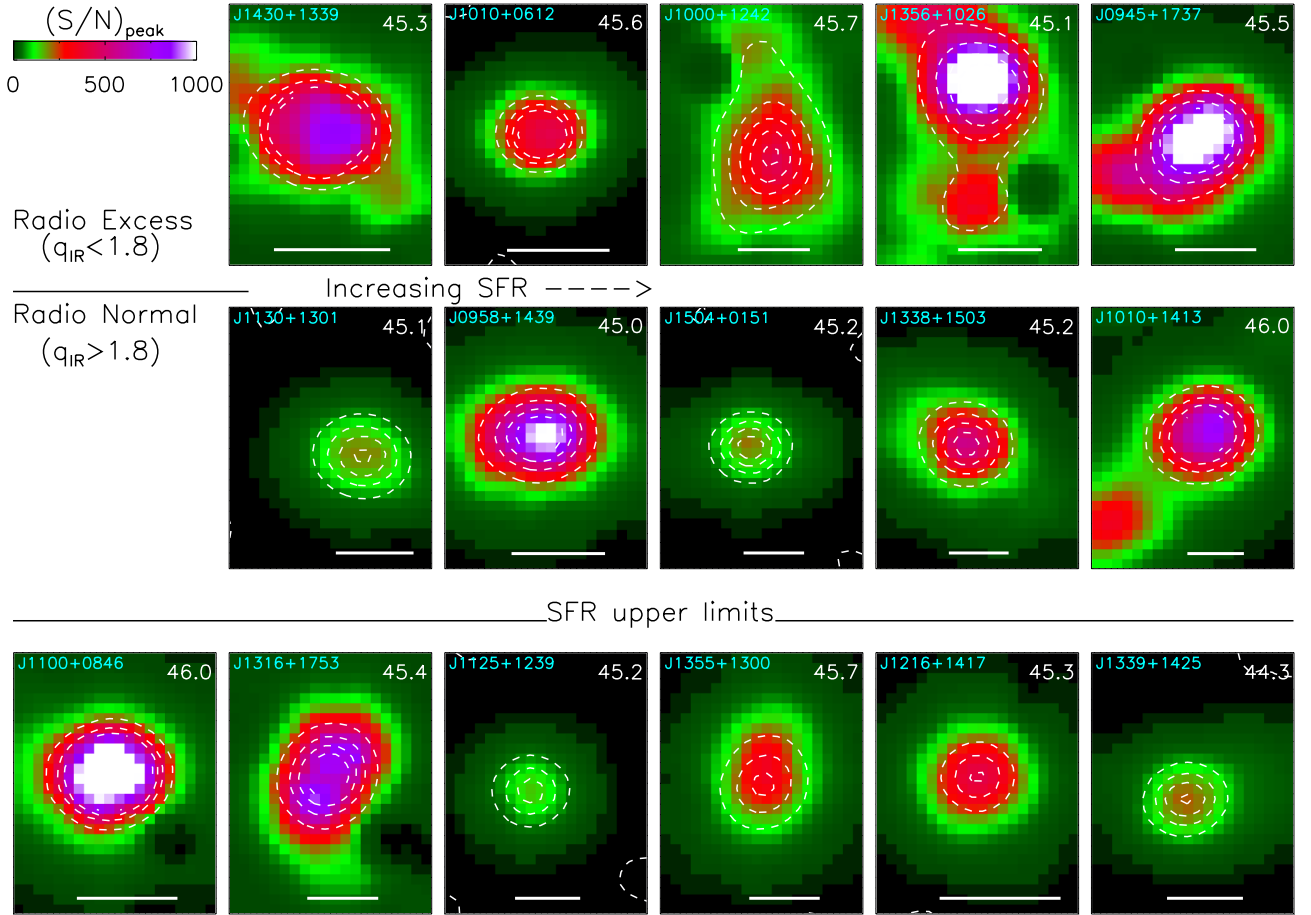 (S/N)peak
0 500 1000
J1430+1339 45.3
J1010+0612 45.6
J1000+1242 45.7
J1356+1026 45.1
J0945+1737 45.5
Radio Excess
(qIR<1.8)
Increasing SFR ---->
Radio Normal
(qIR>1.8)
J1130+1301 45.1
J0958+1439 45.0
J1504+0151 45.2
J1338+1503 45.2
J1010+1413 46.0
SFR upper limits
J1100+0846 46.0
J1316+1753 45.4
J1125+1239 45.2
J1355+1300 45.7
J1216+1417 45.3
J1339+1425 44.3